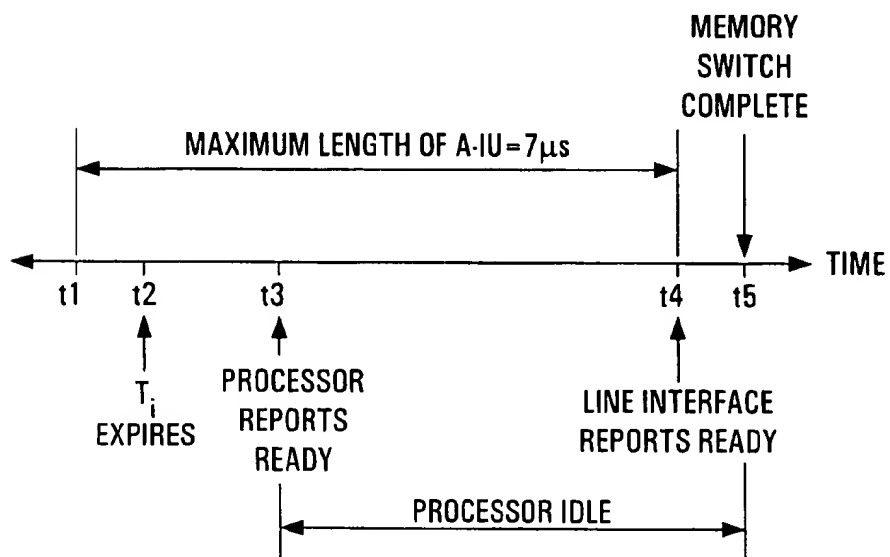 MEMORY
SWITCH
COMPLETE
MAXIMUM LENGTH OF A-IU=7μs
TIME
t1 t2 t3 t4 t5
Ti
EXPIRES
PROCESSOR
REPORTS
READY
LINE INTERFACE
REPORTS READY
PROCESSOR IDLE